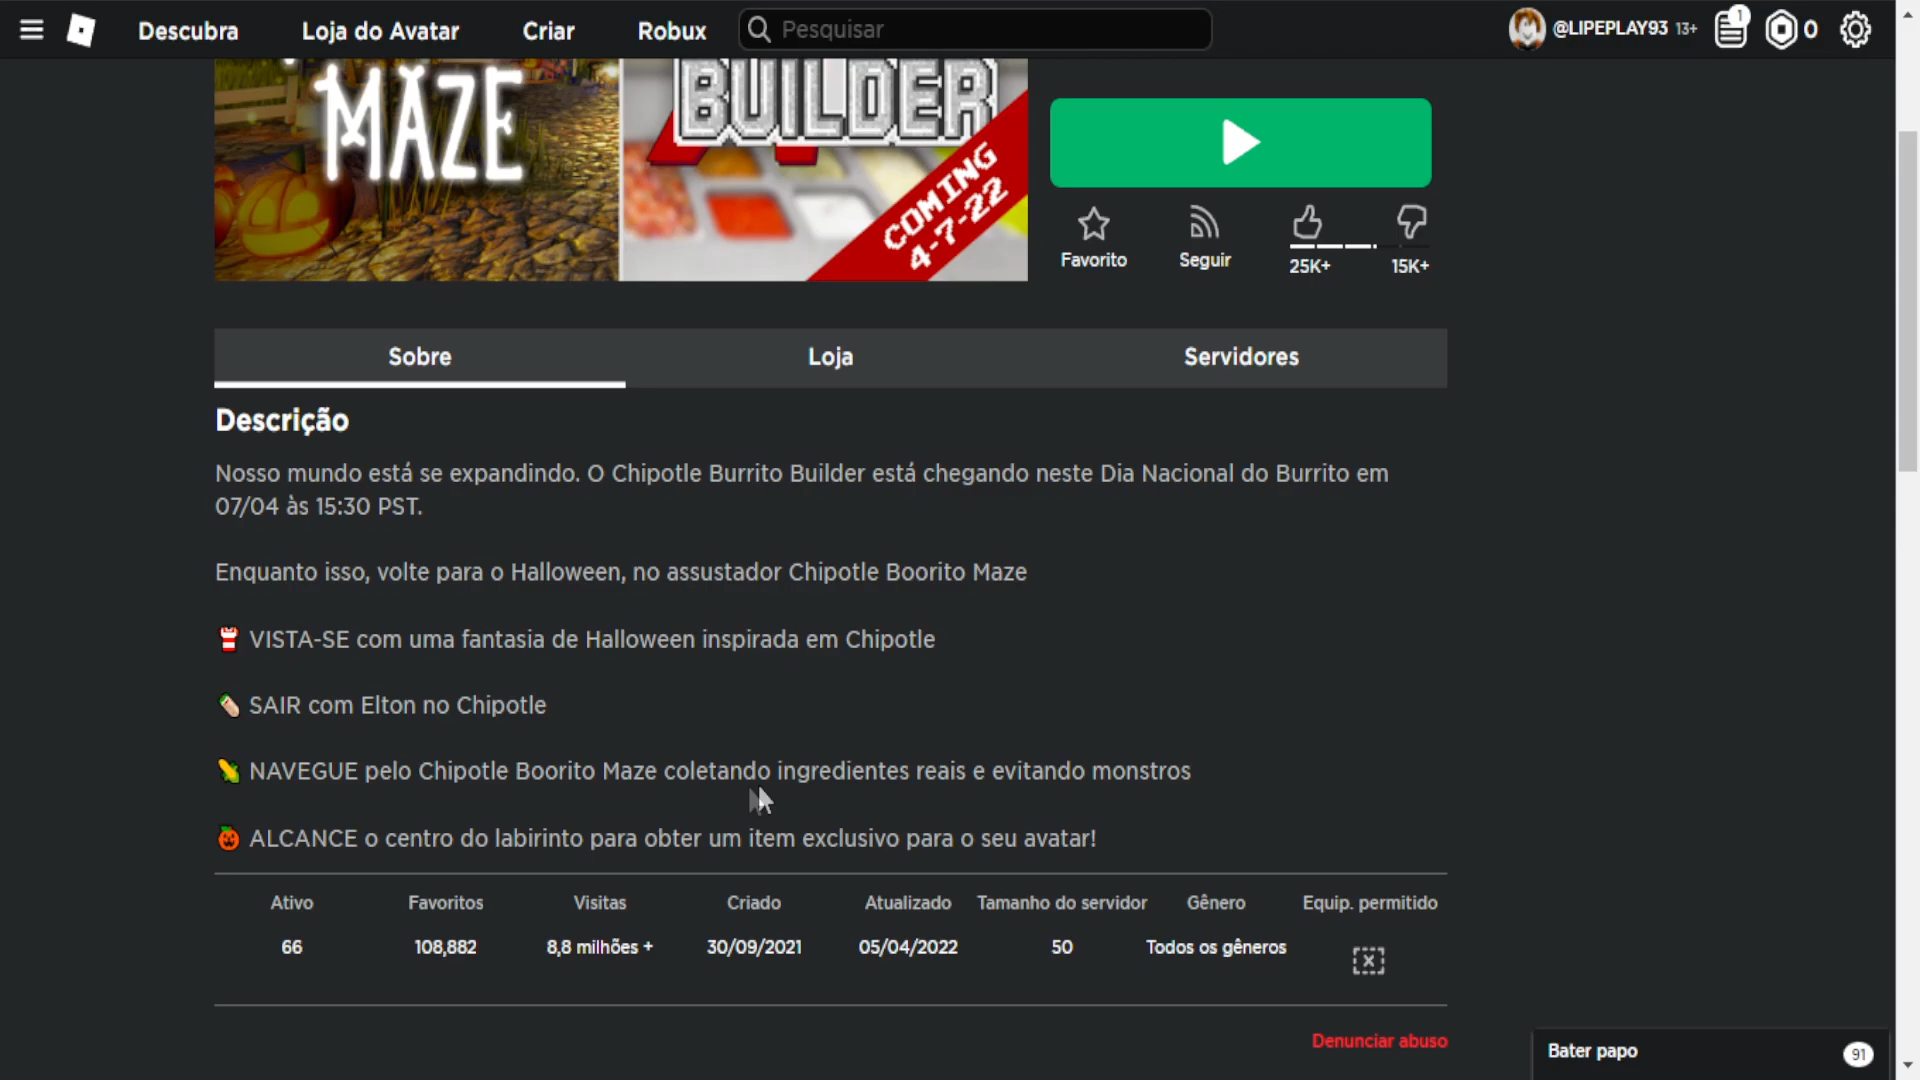 Descubra Loja do Avatar Criar Robux Pesquisar @LIPEPLAY93 13+ 1 0
MAZE
BUILDER
COMING
4-7-22
Favorito Seguir 25K+ 15K+
Sobre Loja Servidores
Descrição
Nosso mundo está se expandindo. O Chipotle Burrito Builder está chegando neste Dia Nacional do Burrito em
07/04 às 15:30 PST.
Enquanto isso, volte para o Halloween, no assustador Chipotle Boorito Maze
VISTA-SE com uma fantasia de Halloween inspirada em Chipotle
SAIR com Elton no Chipotle
NAVEGUE pelo Chipotle Boorito Maze coletando ingredientes reais e evitando monstros
ALCANCE o centro do labirinto para obter um item exclusivo para o seu avatar!
Ativo Favoritos Visitas Criado Atualizado Tamanho do servidor Gênero Equip. permitido
66 108,882 8,8 milhões + 30/09/2021 05/04/2022 50 Todos os gêneros
Denunciar abuso
Bater papo 91